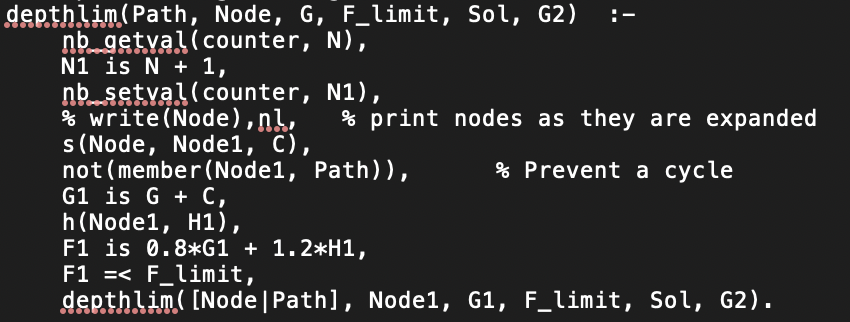 depthlim(Path, Node, G, F_limit, Sol, G2)  :-
    nb_getval(counter, N),
    N1 is N + 1,
    nb_setval(counter, N1),
    % write(Node),nl,   % print nodes as they are expanded
    s(Node, Node1, C),
    not(member(Node1, Path)),      % Prevent a cycle
    G1 is G + C,
    h(Node1, H1),
    F1 is 0.8*G1 + 1.2*H1,
    F1 =< F_limit,
    depthlim([Node|Path], Node1, G1, F_limit, Sol, G2).